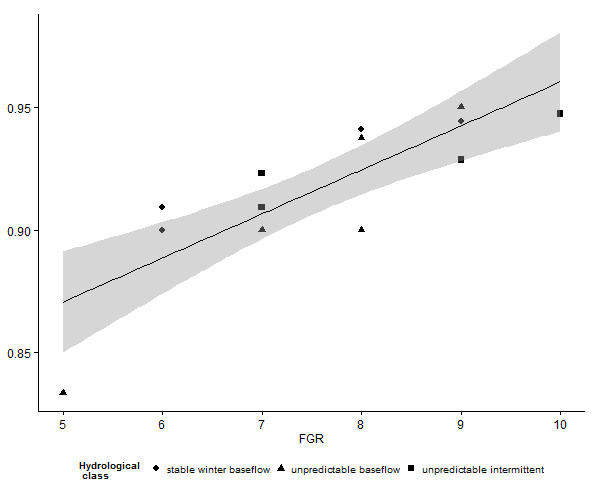 0.95
0.90
0.85
5 6 7 8 9 10
FGR
Hydrological
class
stable winter baseflow unpredictable baseflow unpredictable intermittent